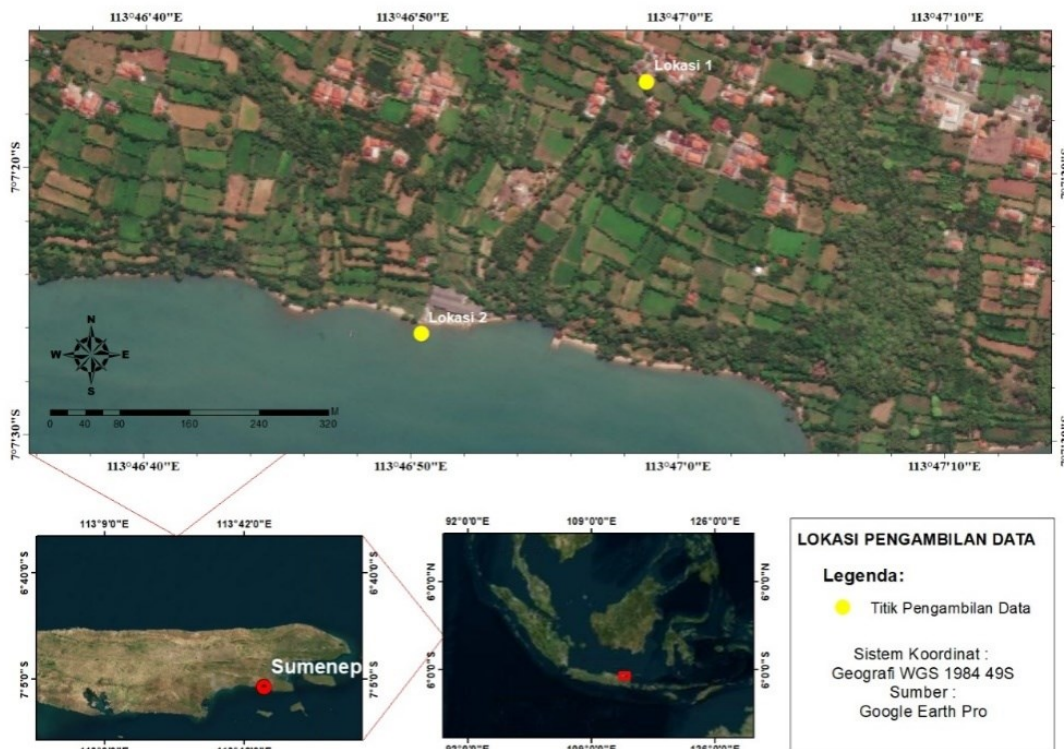 113°46'40"E 113°46'50"E 113°47'0"E 113°47'10"E
Lokasi 1
7°7'20"S
Lokasi 2
N
W E
S
0 40 80 160 240 320 M
7°7'30"S
113°46'40"E 113°46'50"E 113°47'0"E 113°47'10"E
113°9'0"E 113°42'0"E
6°40'0"S 6°40'0"S
Sumenep
7°5'0"S 7°5'0"S
92°0'0"E 109°0'0"E 126°0'0"E
6°0'0"N 6°0'0"N
6°0'0"S 6°0'0"S
LOKASI PENGAMBILAN DATA
Legenda:
Titik Pengambilan Data
Sistem Koordinat :
Geografi WGS 1984 49S
Sumber :
Google Earth Pro